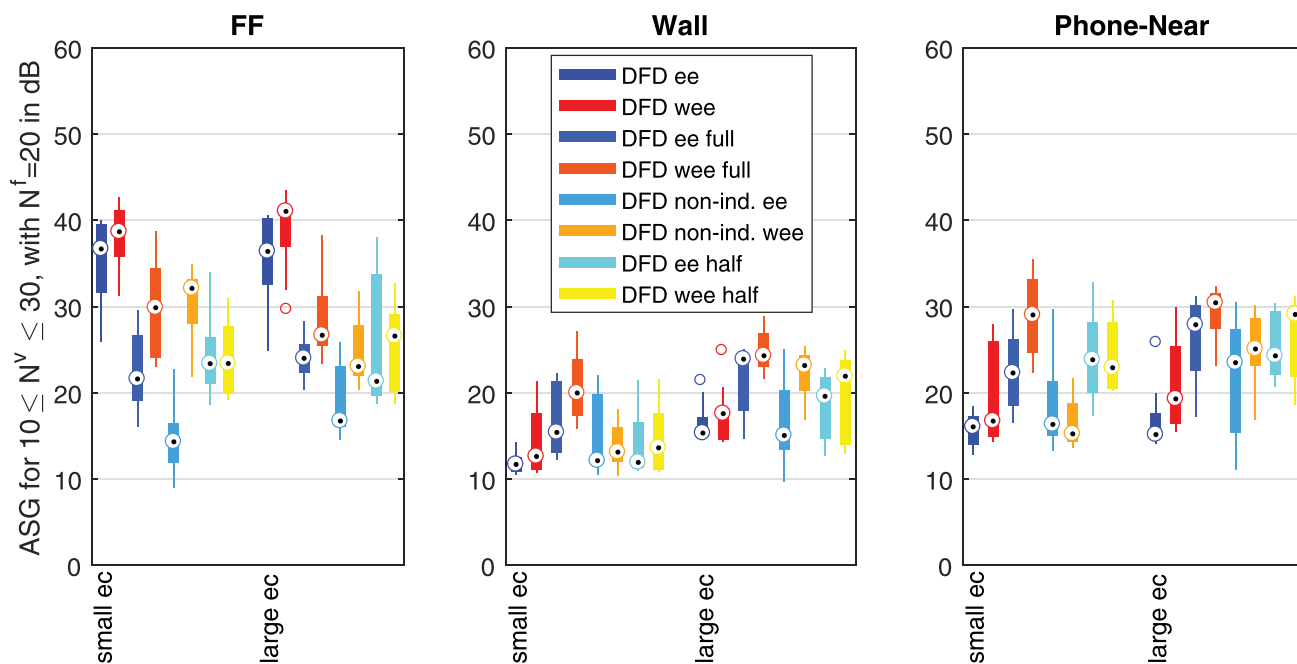 FF
Wall
Phone-Near
ASG for 10 ≤ N^v ≤ 30, with N^f=20 in dB
60
50
40
30
20
10
0
small ec
large ec
60
50
40
30
20
10
0
small ec
large ec
DFD ee
DFD wee
DFD ee full
DFD wee full
DFD non-ind. ee
DFD non-ind. wee
DFD ee half
DFD wee half
60
50
40
30
20
10
0
small ec
large ec